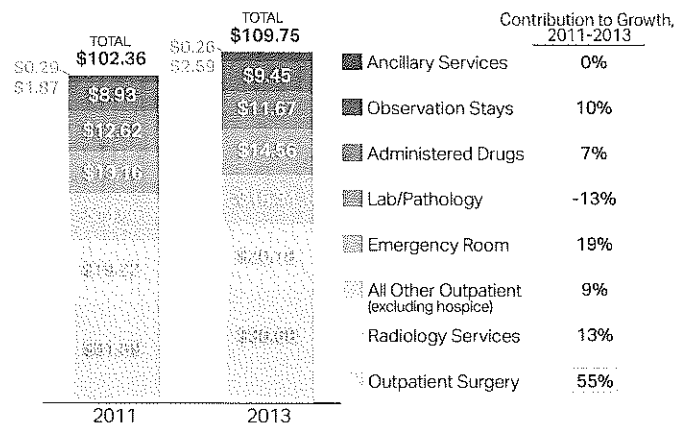 Contribution to Growth,
2011-2013
TOTAL
$102.36
TOTAL
$109.75
$0.29
$1.87
$0.26
$2.59
$8.93
$12.62
$13.16
$9.45
$11.67
$14.56
Ancillary Services 0%
Observation Stays 10%
Administered Drugs 7%
Lab/Pathology -13%
Emergency Room 19%
All Other Outpatient 9%
(excluding hospice)
Radiology Services 13%
Outpatient Surgery 55%
2011
2013